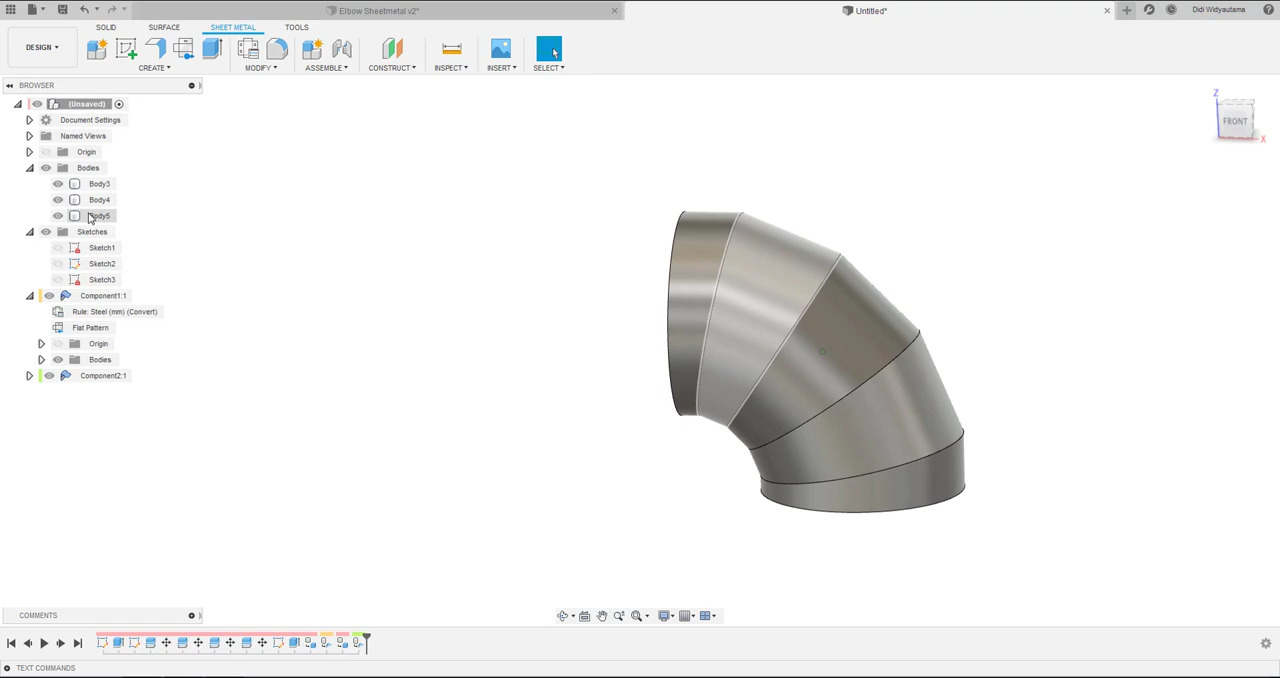 Elbow Sheetmetal v2*
Untitled*
Didi Widyautama
DESIGN
SOLID SURFACE SHEET METAL TOOLS
CREATE MODIFY ASSEMBLE CONSTRUCT INSPECT INSERT SELECT
BROWSER
(Unsaved)
Document Settings
Named Views
Origin
Bodies
Body3
Body4
Body5
Sketches
Sketch1
Sketch2
Sketch3
Component1:1
Rule: Steel (mm) (Convert)
Flat Pattern
Origin
Bodies
Component2:1
Z
FRONT
X
COMMENTS
TEXT COMMANDS